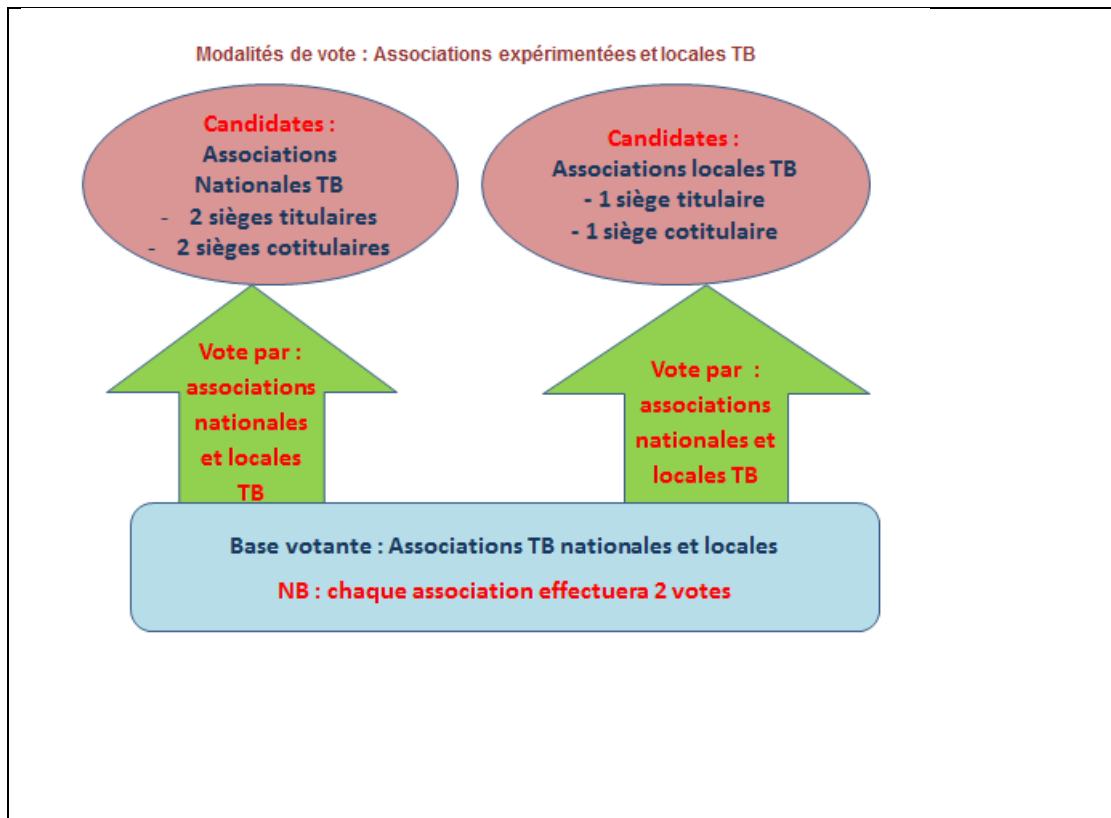 Modalités de vote : Associations expérimentées et locales TB
Candidates :
Associations
Nationales TB
- 2 sièges titulaires
- 2 sièges cotitulaires
Candidates :
Associations locales TB
- 1 siège titulaire
- 1 siège cotitulaire
Vote par :
associations
nationales
et locales
TB
Vote par :
associations
nationales et
locales TB
Base votante : Associations TB nationales et locales
NB : chaque association effectuera 2 votes